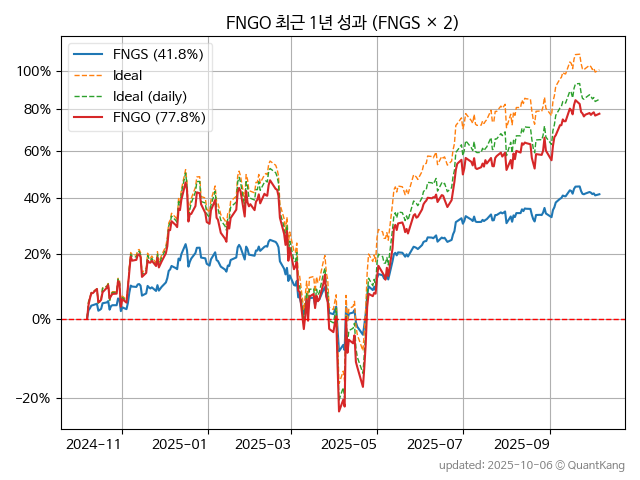 FNGO 최근 1년 성과 (FNGS × 2)
FNGS (41.8%)
Ideal
Ideal (daily)
FNGO (77.8%)
100%
80%
60%
40%
20%
0%
−20%
2024−11
2025−01
2025−03
2025−05
2025−07
2025−09
updated: 2025-10-06 ⓒ QuantKang